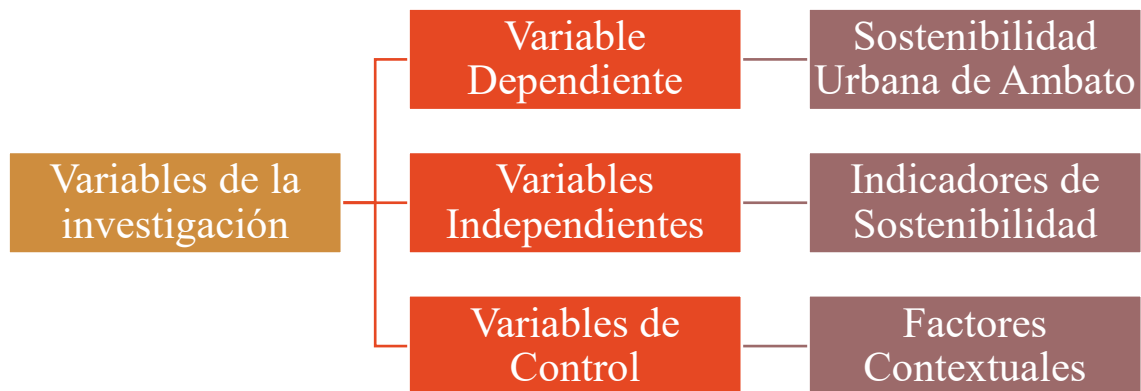 Variables de la
investigación
Variable
Dependiente
Sostenibilidad
Urbana de Ambato
Variables
Independientes
Indicadores de
Sostenibilidad
Variables de
Control
Factores
Contextuales